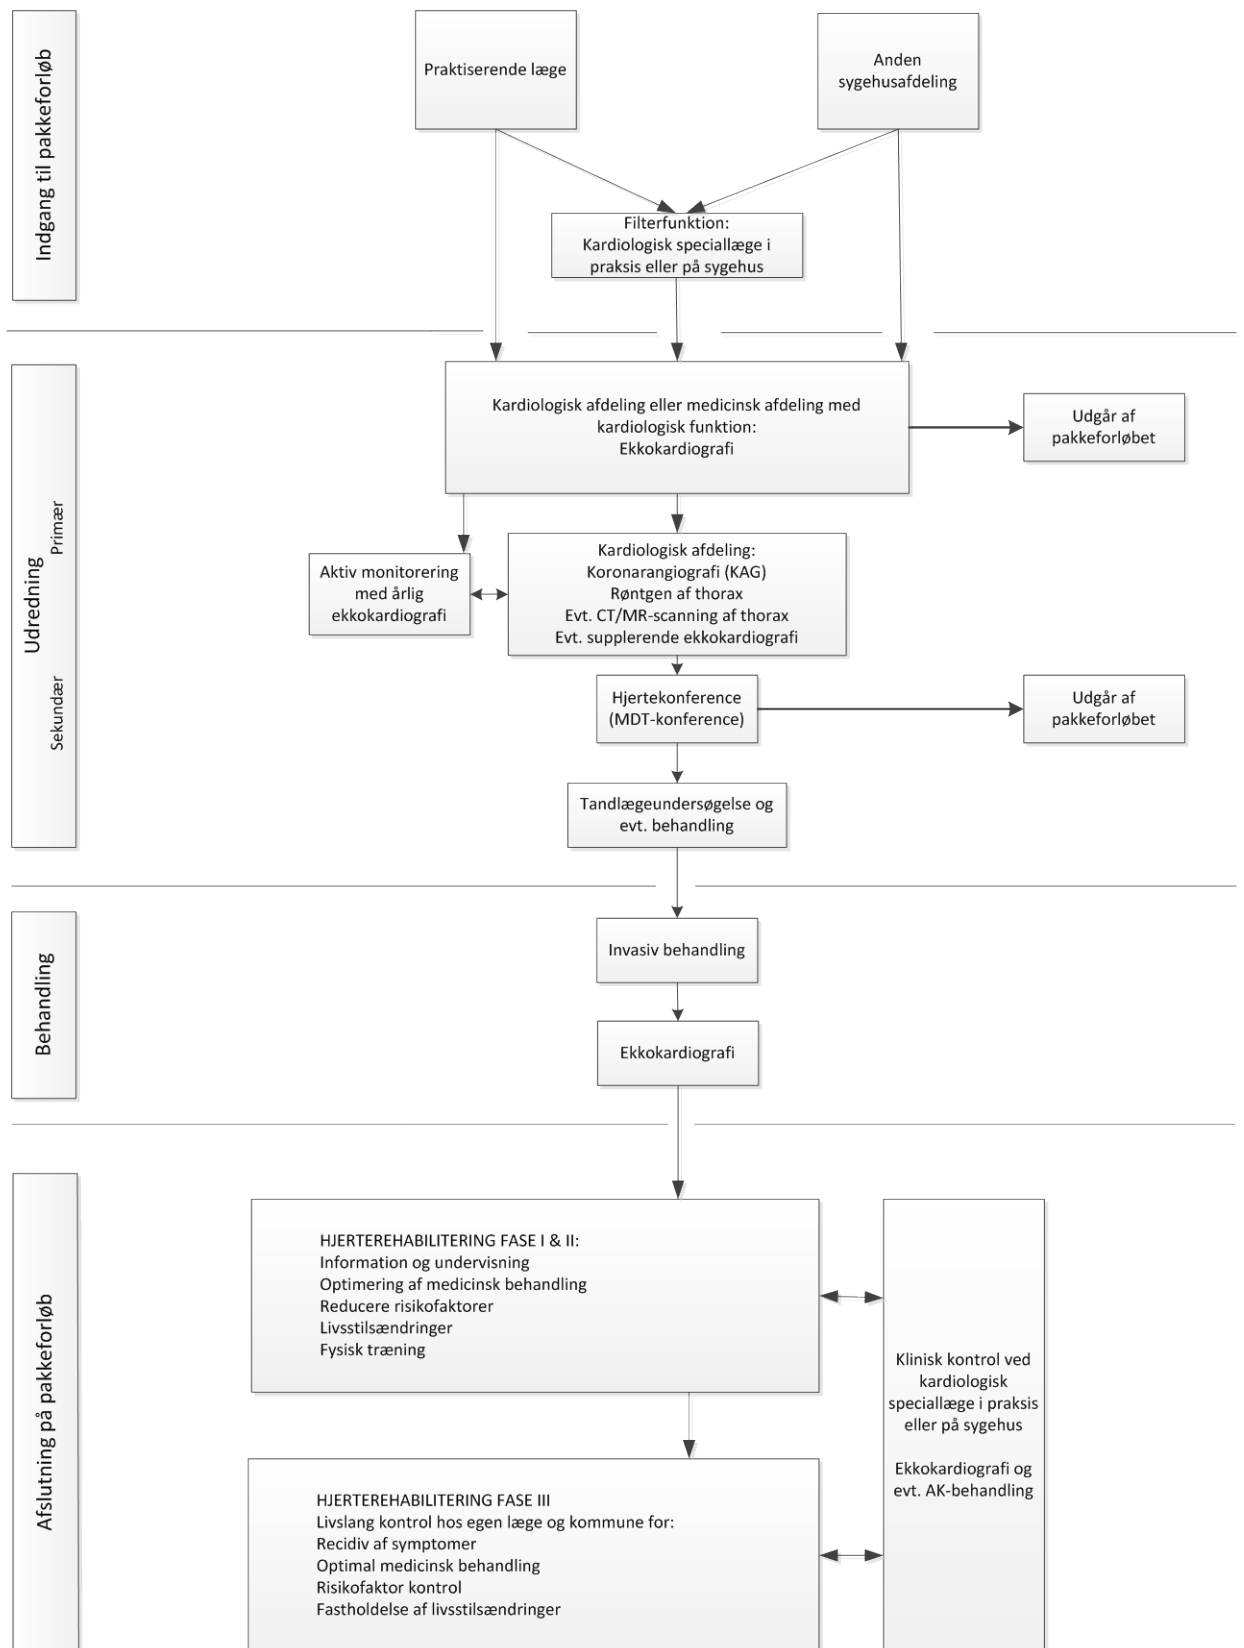 Indgang til pakkeforløb
Praktiserende læge
Anden
sygehusafdeling
Filterfunktion:
Kardiologisk speciallæge i
praksis eller på sygehus
Udredning
Primær
Sekundær
Kardiologisk afdeling eller medicinsk afdeling med
kardiologisk funktion:
Ekkokardiografi
Udgår af
pakkeforløbet
Aktiv monitorering
med årlig
ekkokardiografi
Kardiologisk afdeling:
Koronarangiografi (KAG)
Røntgen af thorax
Evt. CT/MR-scanning af thorax
Evt. supplerende ekkokardiografi
Hjertekonference
(MDT-konference)
Udgår af
pakkeforløbet
Tandlægeundersøgelse og
evt. behandling
Behandling
Invasiv behandling
Ekkokardiografi
Afslutning på pakkeforløb
HJERTEREHABILITERING FASE I & II:
Information og undervisning
Optimering af medicinsk behandling
Reducere risikofaktorer
Livsstilsændringer
Fysisk træning
Klinisk kontrol ved
kardiologisk
speciallæge i praksis
eller på sygehus
Ekkokardiografi og
evt. AK-behandling
HJERTEREHABILITERING FASE III
Livslang kontrol hos egen læge og kommune for:
Recidiv af symptomer
Optimal medicinsk behandling
Risikofaktor kontrol
Fastholdelse af livsstilsændringer